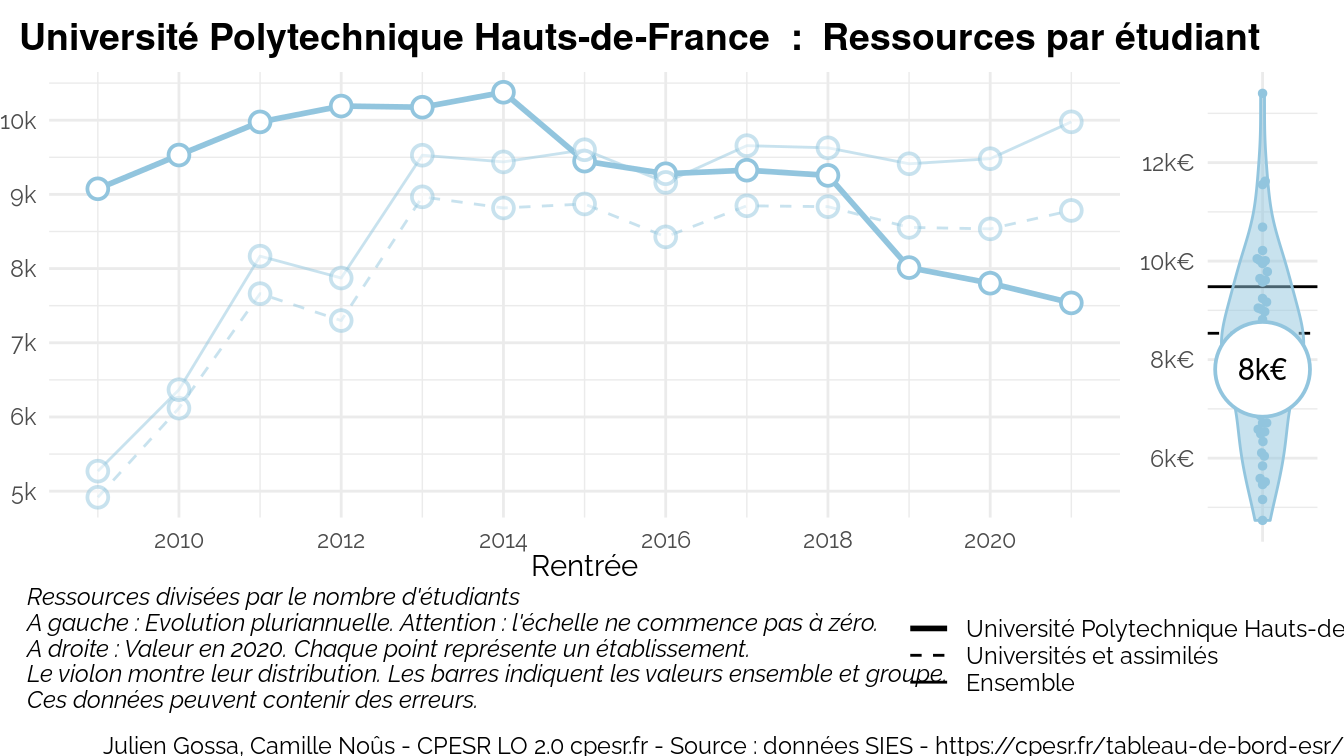 Université Polytechnique Hauts-de-France : Ressources par étudiant
10k
9k
8k
7k
6k
5k
2010 2012 2014 2016 2018 2020
Rentrée
12k€
10k€
8k€
6k€
8k€
Ressources divisées par le nombre d'étudiants
A gauche : Evolution pluriannuelle. Attention : l'échelle ne commence pas à zéro.
A droite : Valeur en 2020. Chaque point représente un établissement.
Le violon montre leur distribution. Les barres indiquent les valeurs ensemble et groupe.
Ces données peuvent contenir des erreurs.
Université Polytechnique Hauts-de
Universités et assimilés
Ensemble
Julien Gossa, Camille Noûs - CPESR LO 2.0 cpesr.fr - Source : données SIES - https://cpesr.fr/tableau-de-bord-esr/